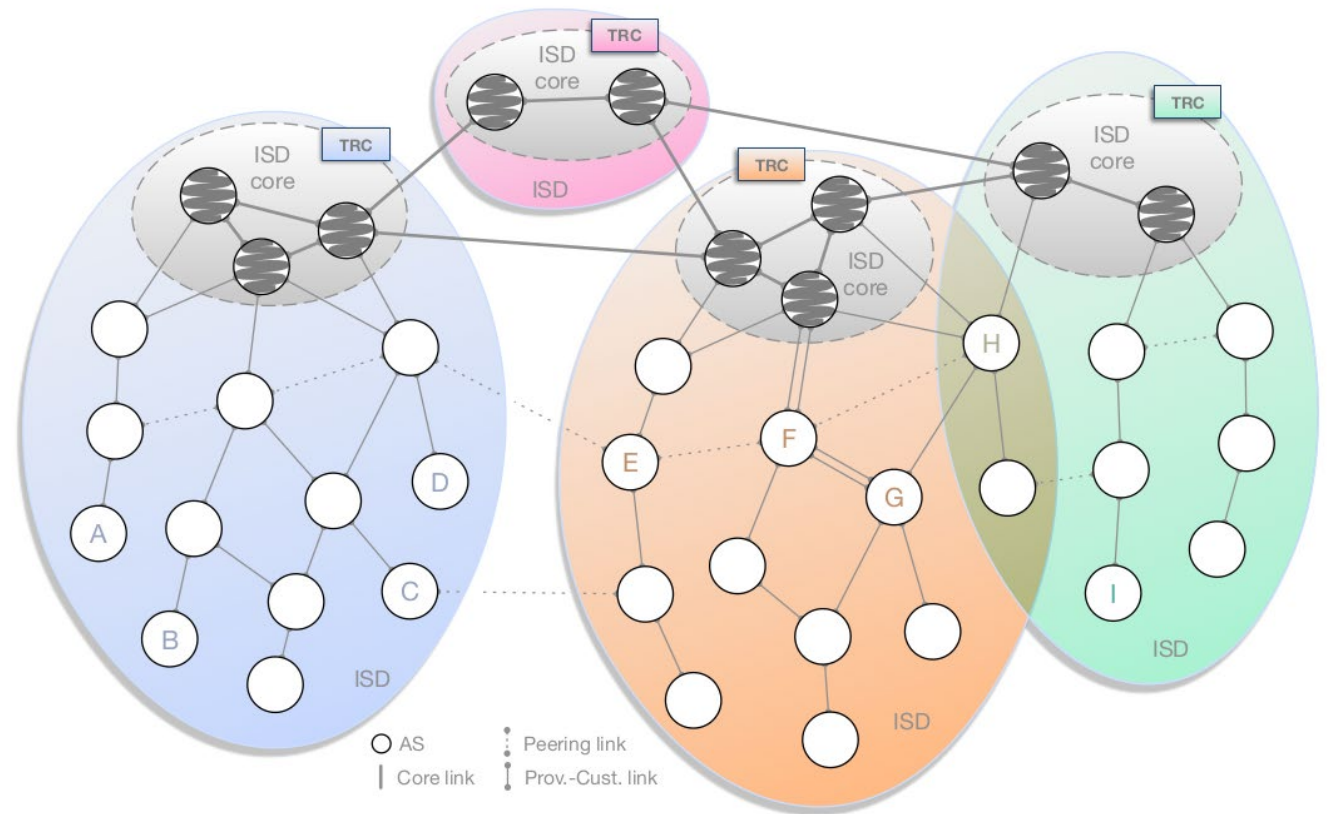 TRC
ISD
core
ISD
TRC
ISD
core
TRC
ISD
core
TRC
ISD
core
H
F
E
D
G
A
C
I
B
ISD
ISD
ISD
AS
Peering link
Core link
Prov.-Cust. link